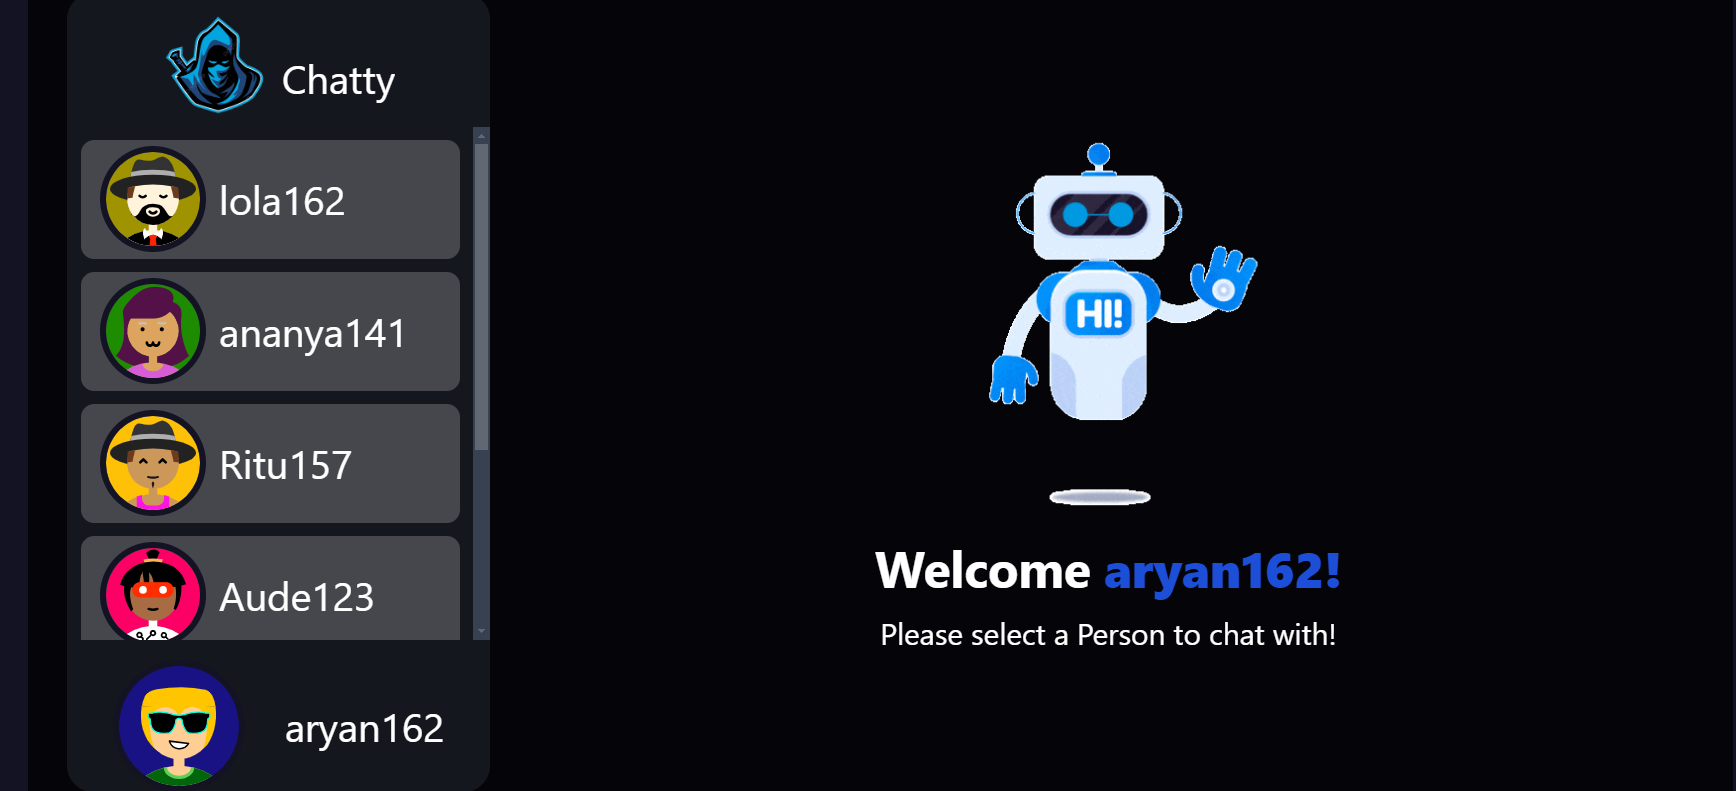 Chatty
lola162
ananya141
Ritu157
Aude123
aryan162
HI!
Welcome aryan162!
Please select a Person to chat with!